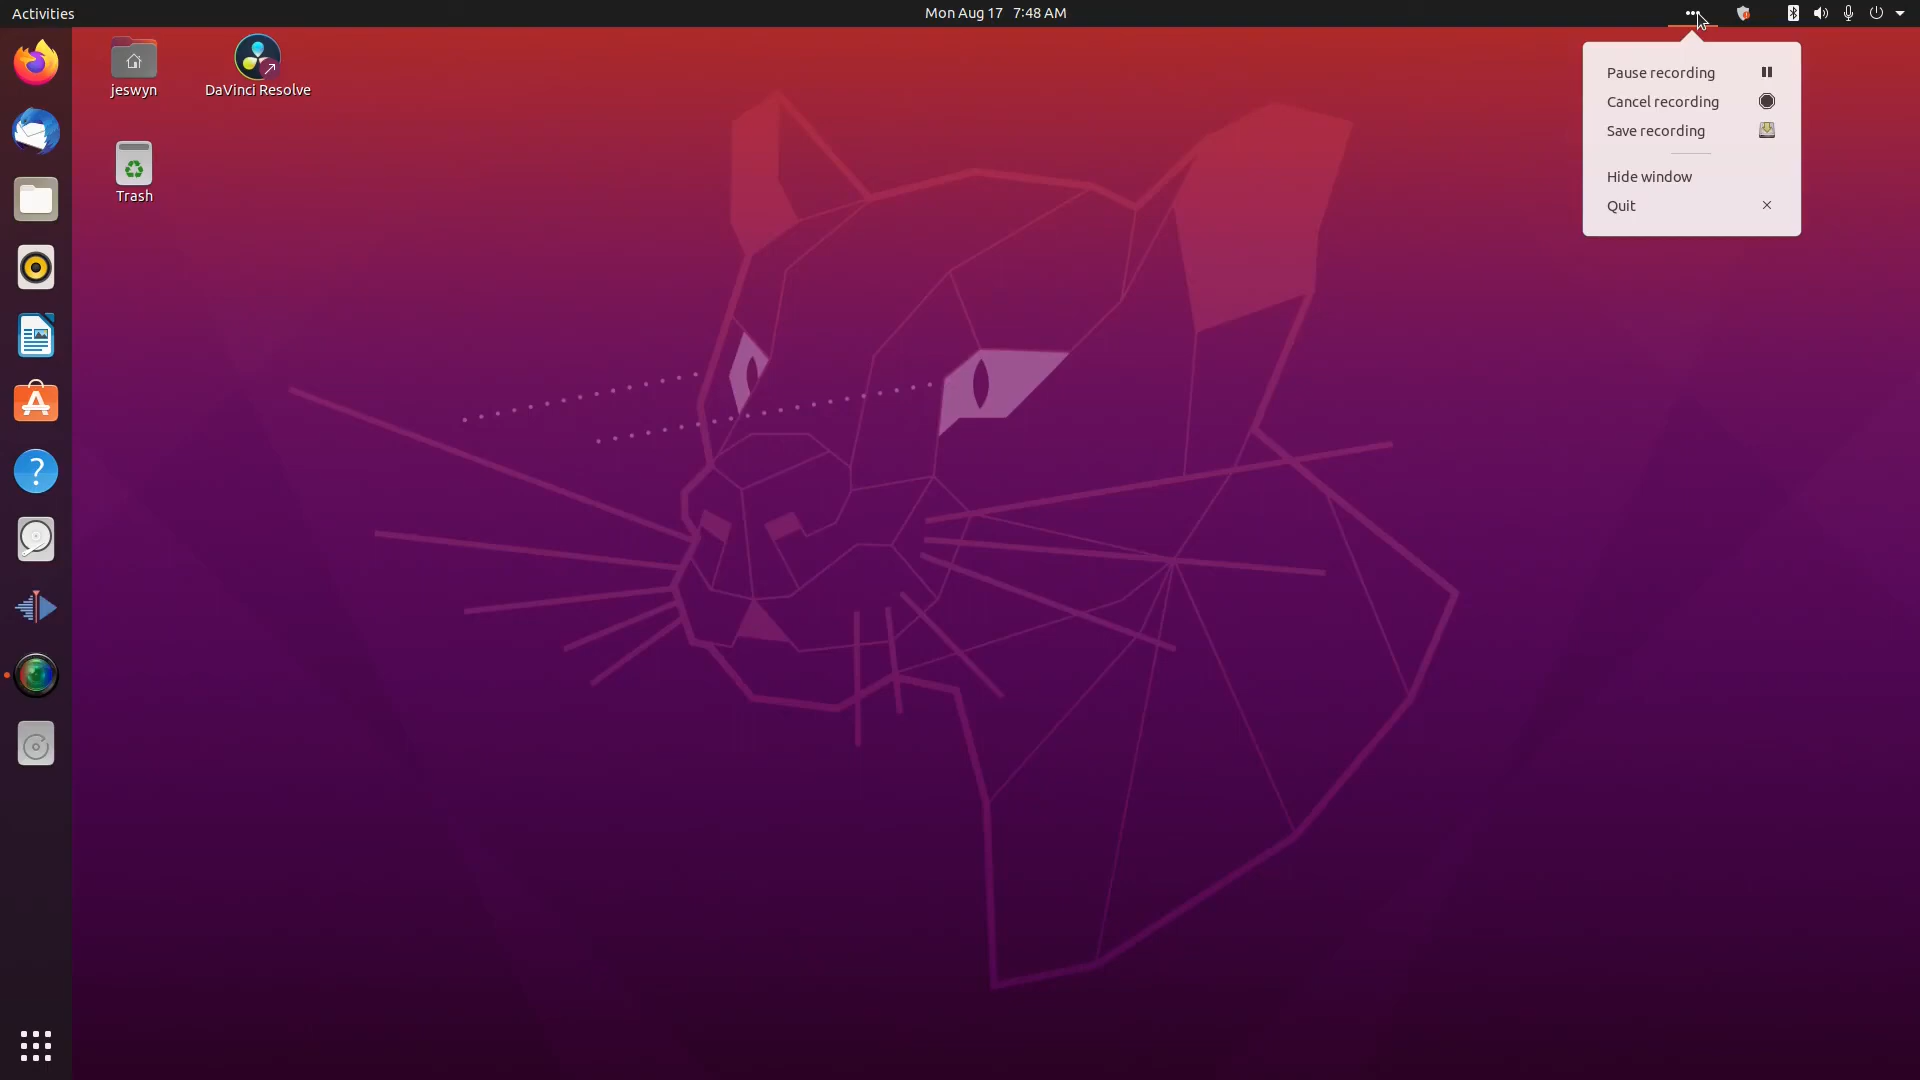 Activities
Mon Aug 17 7:48 AM
jeswyn
DaVinci Resolve
Trash
Pause recording
Cancel recording
Save recording
Hide window
Quit